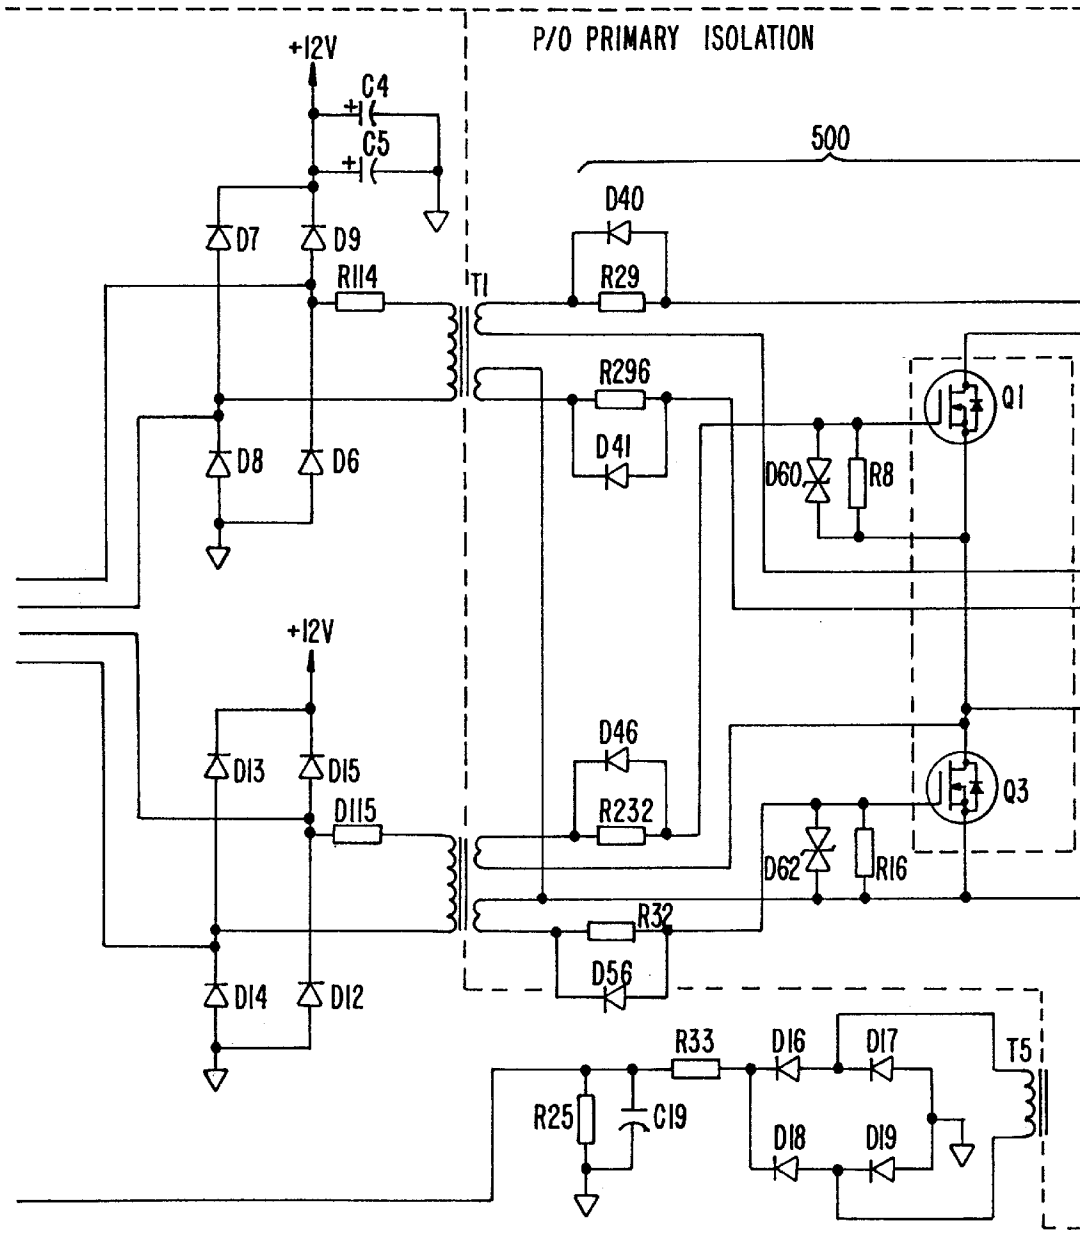 P/O PRIMARY ISOLATION
+12V
C4
+
C5
+
500
D40
D7
D9
R114
T1
R29
R296
Q1
D41
D8
D6
D60
R8
+12V
D46
D13
D15
D115
R232
Q3
D62
R16
R32
D56
D14
D12
R33
D16
D17
T5
R25
C19
D18
D19